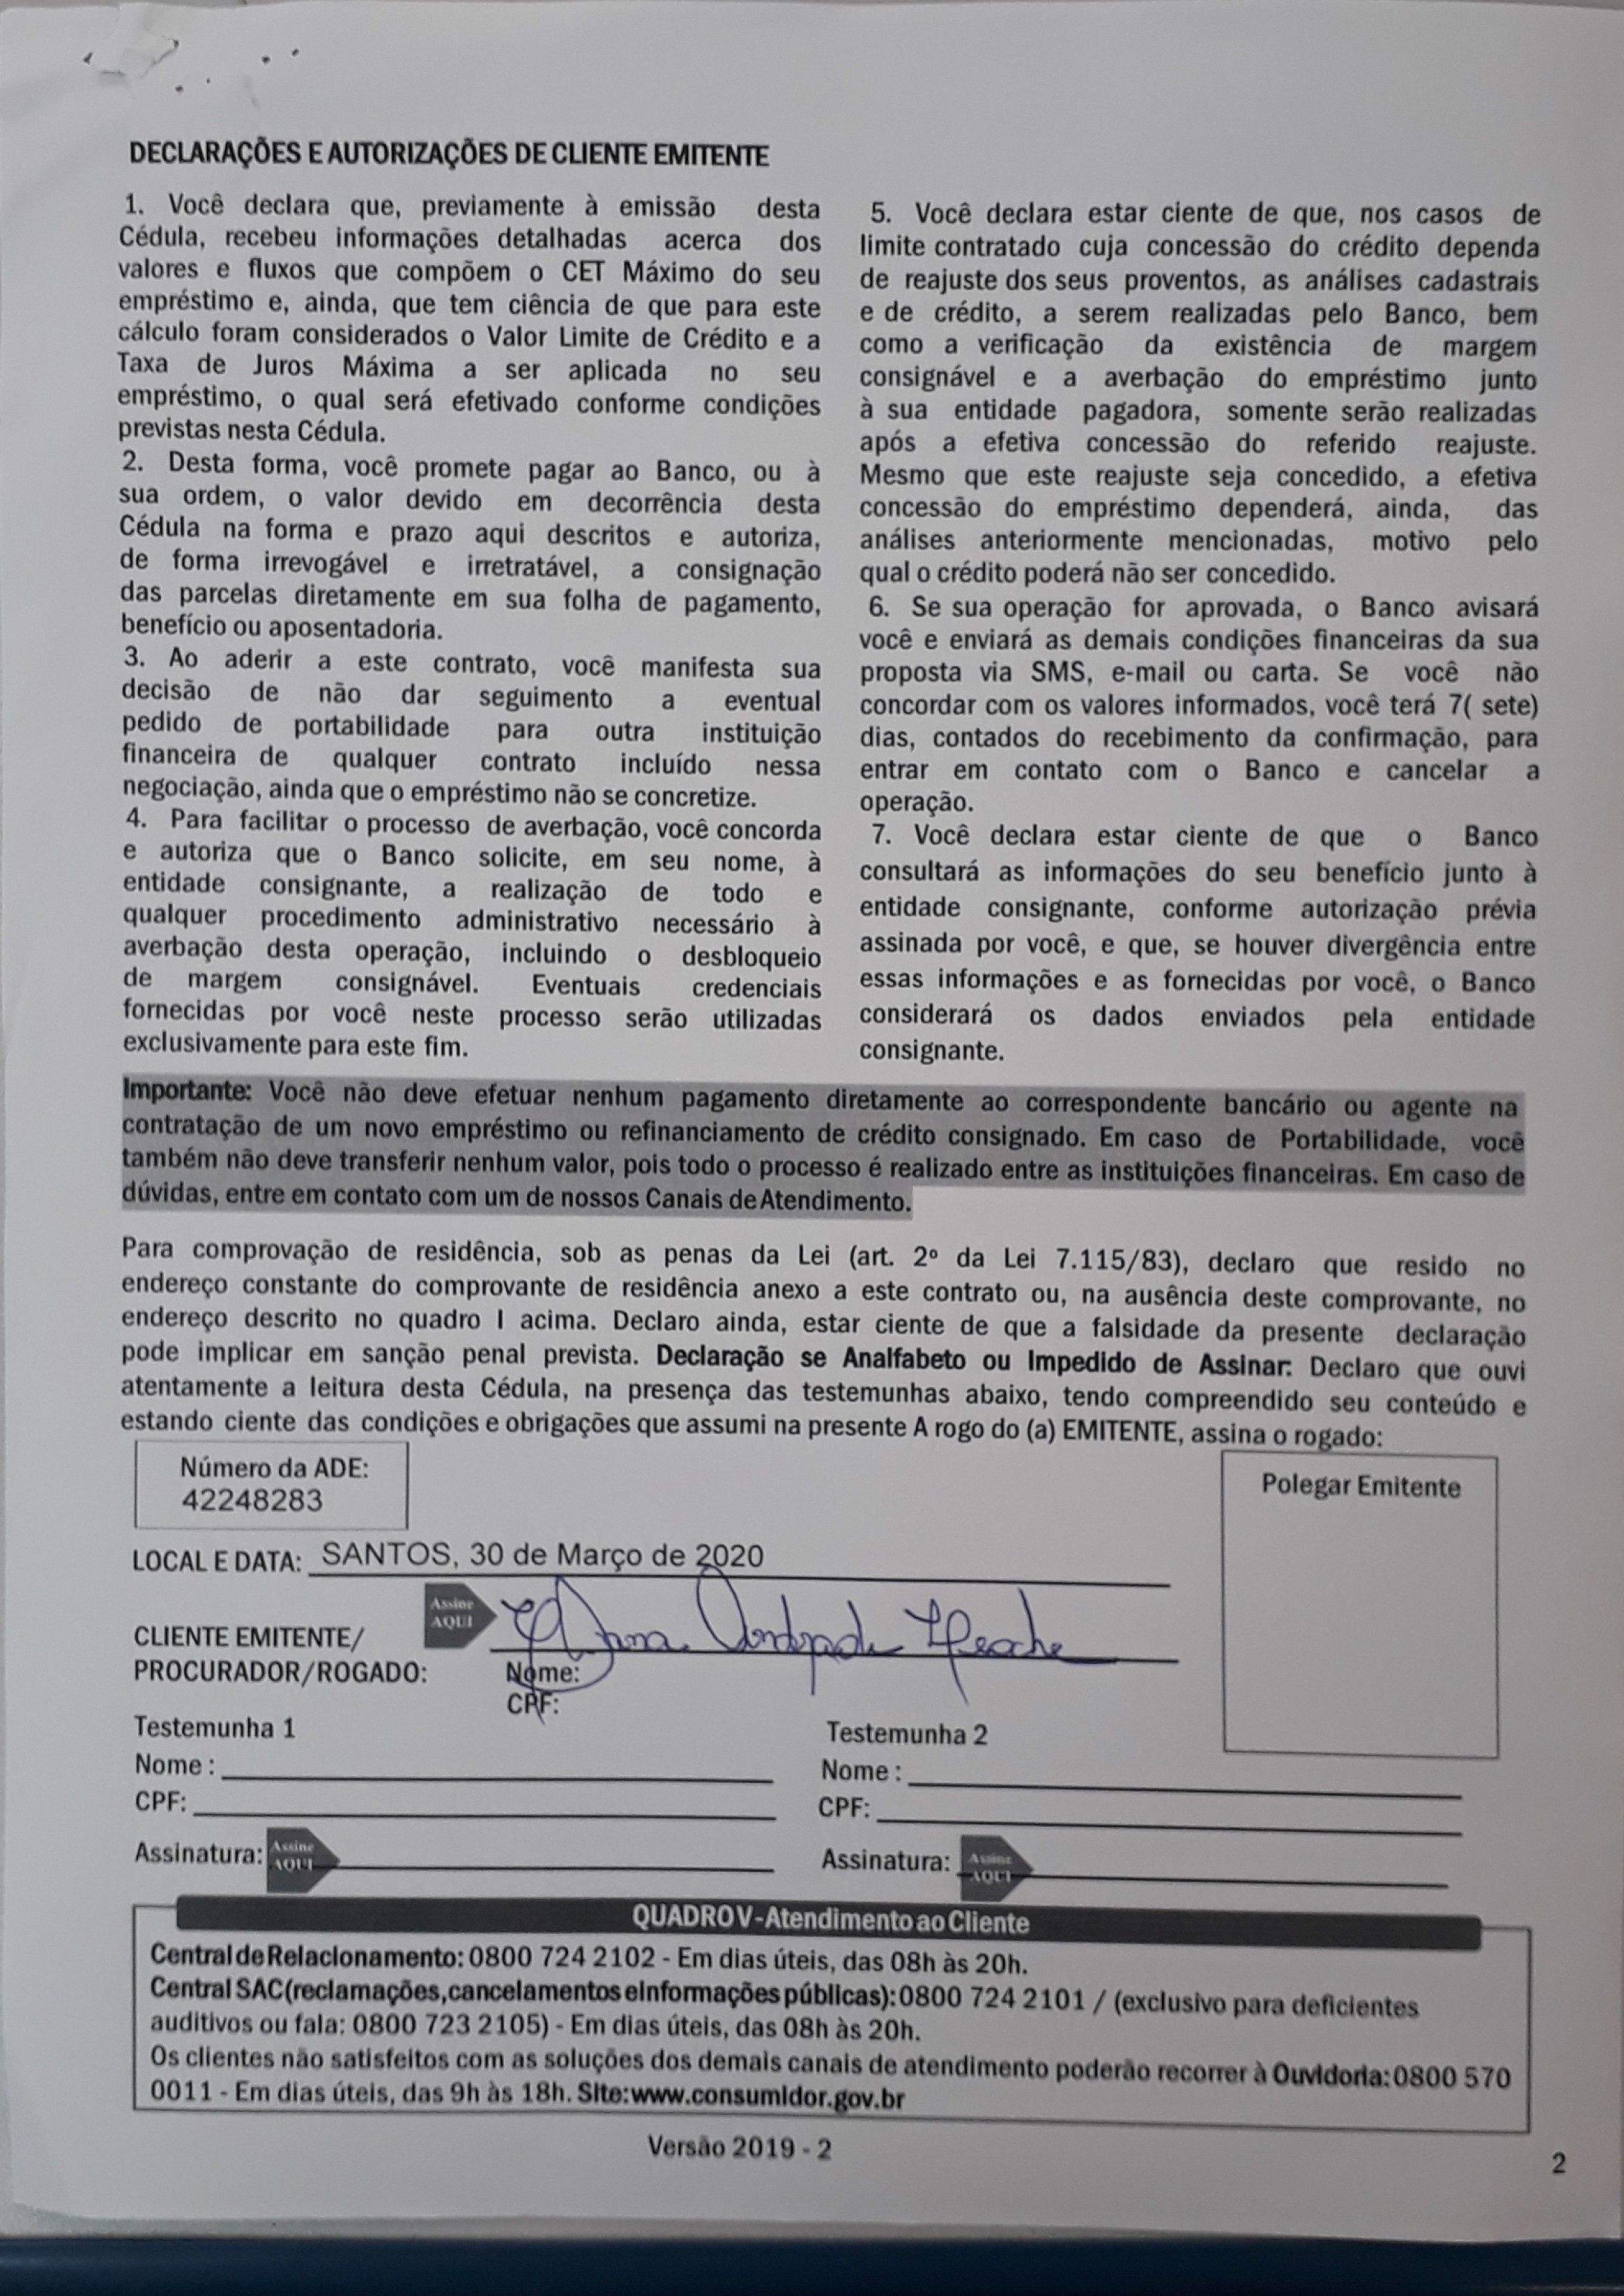 DECLARAÇÕES E AUTORIZAÇÕES DE CLIENTE EMITENTE
1. Você declara que, previamente à emissão desta
Cédula, recebeu informações detalhadas acerca dos
valores e fluxos que compõem o CET Máximo do seu
empréstimo e, ainda, que tem ciência de que para este
cálculo foram considerados o Valor Limite de Crédito e a
Taxa de Juros Máxima a ser aplicada no seu
empréstimo, o qual será efetivado conforme condições
previstas nesta Cédula.
2. Desta forma, você promete pagar ao Banco, ou à
sua ordem, o valor devido em decorrência desta
Cédula na forma e prazo aqui descritos e autoriza,
de forma irrevogável e irretratável, a consignação
das parcelas diretamente em sua folha de pagamento,
benefício ou aposentadoria.
3. Ao aderir a este contrato, você manifesta sua
decisão de não dar seguimento a eventual
pedido de portabilidade para outra instituição
financeira de qualquer contrato incluído nessa
negociação, ainda que o empréstimo não se concretize.
4. Para facilitar o processo de averbação, você concorda
e autoriza que o Banco solicite, em seu nome, à
entidade consignante, a realização de todo e
qualquer procedimento administrativo necessário à
averbação desta operação, incluindo o desbloqueio
de margem consignável. Eventuais credenciais
fornecidas por você neste processo serão utilizadas
exclusivamente para este fim.
5. Você declara estar ciente de que, nos casos de
limite contratado cuja concessão do crédito dependa
de reajuste dos seus proventos, as análises cadastrais
e de crédito, a serem realizadas pelo Banco, bem
como a verificação da existência de margem
consignável e a averbação do empréstimo junto
à sua entidade pagadora, somente serão realizadas
após a efetiva concessão do referido reajuste.
Mesmo que este reajuste seja concedido, a efetiva
concessão do empréstimo dependerá, ainda, das
análises anteriormente mencionadas, motivo pelo
qual o crédito poderá não ser concedido.
6. Se sua operação for aprovada, o Banco avisará
você e enviará as demais condições financeiras da sua
proposta via SMS, e-mail ou carta. Se você não
concordar com os valores informados, você terá 7( sete)
dias, contados do recebimento da confirmação, para
entrar em contato com o Banco e cancelar a
operação.
7. Você declara estar ciente de que o Banco
consultará as informações do seu benefício junto à
entidade consignante, conforme autorização prévia
assinada por você, e que, se houver divergência entre
essas informações e as fornecidas por você, o Banco
considerará os dados enviados pela entidade
consignante.
Importante: Você não deve efetuar nenhum pagamento diretamente ao correspondente bancário ou agente na
contratação de um novo empréstimo ou refinanciamento de crédito consignado. Em caso de Portabilidade, você
também não deve transferir nenhum valor, pois todo o processo é realizado entre as instituições financeiras. Em caso de
dúvidas, entre em contato com um de nossos Canais de Atendimento.
Para comprovação de residência, sob as penas da Lei (art. 2º da Lei 7.115/83), declaro que resido no
endereço constante do comprovante de residência anexo a este contrato ou, na ausência deste comprovante, no
endereço descrito no quadro I acima. Declaro ainda, estar ciente de que a falsidade da presente declaração
pode implicar em sanção penal prevista. Declaração se Analfabeto ou Impedido de Assinar: Declaro que ouvi
atentamente a leitura desta Cédula, na presença das testemunhas abaixo, tendo compreendido seu conteúdo e
estando ciente das condições e obrigações que assumi na presente A rogo do (a) EMITENTE, assina o rogado:
Número da ADE:
42248283
Polegar Emitente
LOCAL E DATA: SANTOS, 30 de Março de 2020
Assine
AQUI
CLIENTE EMITENTE/
PROCURADOR/ROGADO:
Nome:
CPF:
Testemunha 1
Nome :
CPF:
Assinatura: Assine
AQUI
Testemunha 2
Nome :
CPF:
Assinatura: Assine
AQUI
QUADRO V - Atendimento ao Cliente
Central de Relacionamento: 0800 724 2102 - Em dias úteis, das 08h às 20h.
Central SAC (reclamações, cancelamentos e informações públicas): 0800 724 2101 / (exclusivo para deficientes
auditivos ou fala: 0800 723 2105) - Em dias úteis, das 08h às 20h.
Os clientes não satisfeitos com as soluções dos demais canais de atendimento poderão recorrer à Ouvidoria: 0800 570
0011 - Em dias úteis, das 9h às 18h. Site: www.consumidor.gov.br
Versão 2019 - 2
2